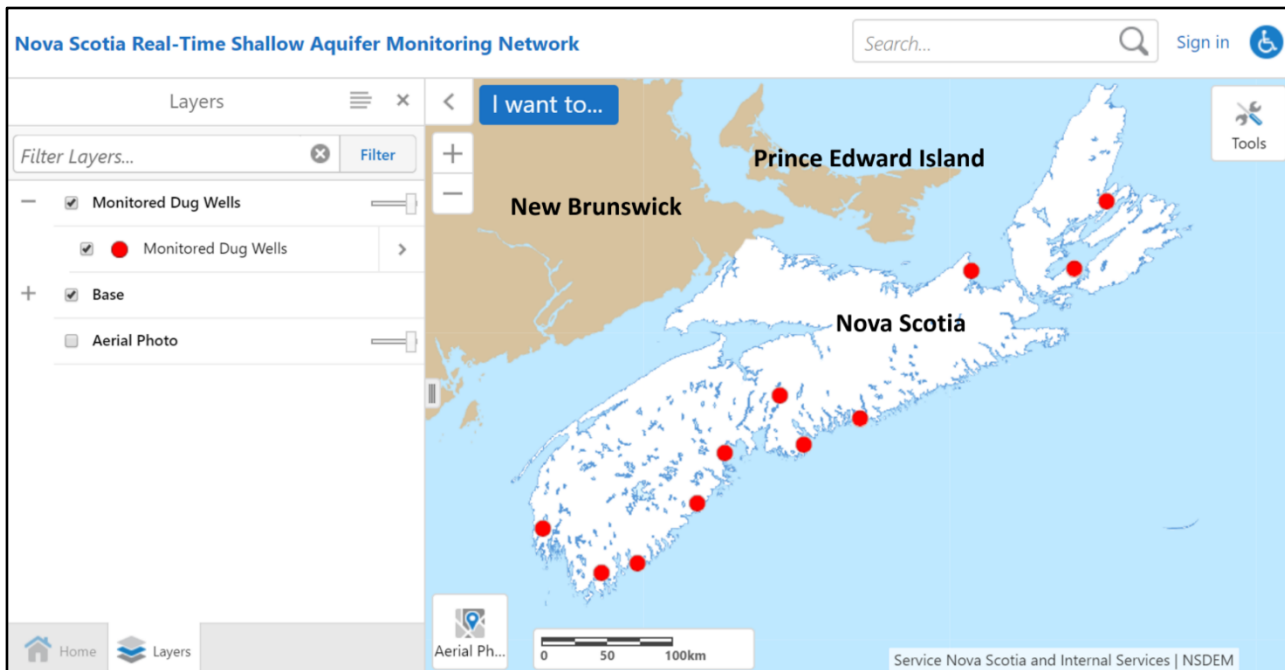 Nova Scotia Real-Time Shallow Aquifer Monitoring Network
Search...
Sign in
Layers
I want to...
Tools
Filter Layers...
Filter
Monitored Dug Wells
Monitored Dug Wells
Base
Aerial Photo
Prince Edward Island
New Brunswick
Nova Scotia
Home
Layers
Aerial Ph...
0 50 100km
Service Nova Scotia and Internal Services | NSDEM